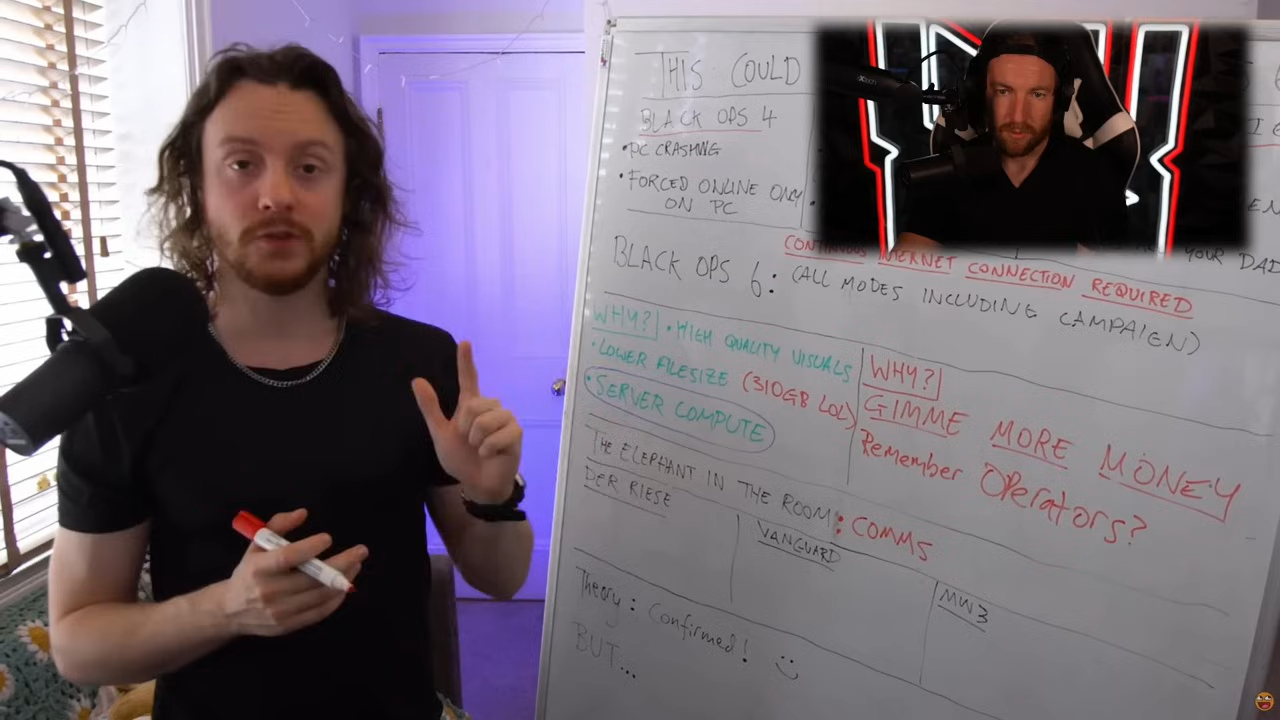 THIS COULD
BLACK OPS 4
• PC CRASHING
• FORCED ONLINE ONLY
ON PC
YOUR DAI
CONTINUOUS INTERNET CONNECTION REQUIRED
BLACK OPS 6: (ALL MODES INCLUDING CAMPAIGN)
WHY? • HIGH QUALITY VISUALS
• LOWER FILESIZE (310GB LOL)
• SERVER COMPUTE
WHY?
GIMME MORE MONEY
Remember Operators?
THE ELEPHANT IN THE ROOM: COMMS
DER RIESE
VANGUARD
MW3
Theory: Confirmed! :)
BUT...